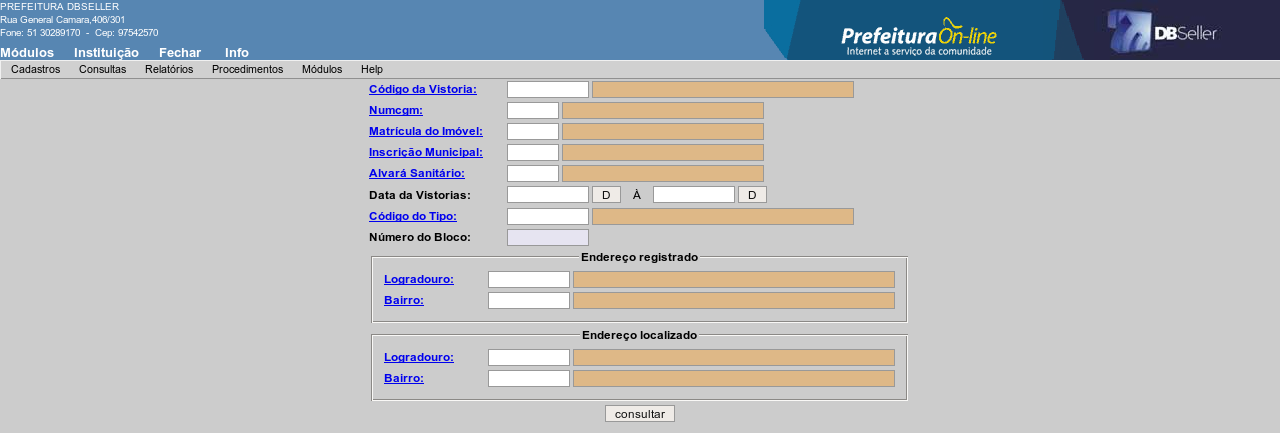 PREFEITURA DBSELLER
Rua General Camara,406/301
Fone: 51 30289170 - Cep: 97542570
Prefeitura On-line
Internet a serviço da comunidade
DBSeller
Módulos Instituição Fechar Info
Cadastros Consultas Relatórios Procedimentos Módulos Help
Código da Vistoria:
Numcgm:
Matrícula do Imóvel:
Inscrição Municipal:
Alvará Sanitário:
Data da Vistorias: D À D
Código do Tipo:
Número do Bloco:
Endereço registrado
Logradouro:
Bairro:
Endereço localizado
Logradouro:
Bairro:
consultar